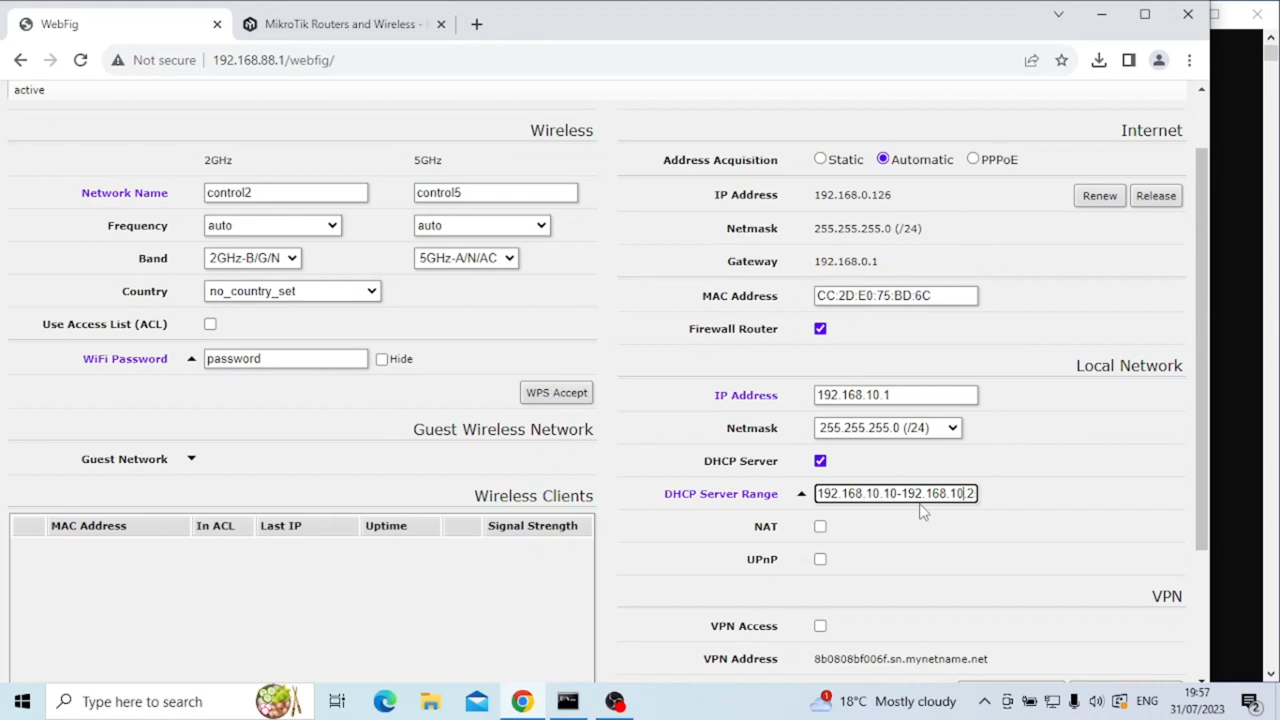 WebFig
MikroTik Routers and Wireless -
Not secure 192.168.88.1/webfig/
active
Wireless
2GHz 5GHz
Network Name control2 control5
Frequency auto auto
Band 2GHz-B/G/N 5GHz-A/N/AC
Country no_country_set
Use Access List (ACL)
WiFi Password password Hide
WPS Accept
Guest Wireless Network
Guest Network
Wireless Clients
MAC Address In ACL Last IP Uptime Signal Strength
Internet
Address Acquisition Static Automatic PPPoE
IP Address 192.168.0.126 Renew Release
Netmask 255.255.255.0 (/24)
Gateway 192.168.0.1
MAC Address CC:2D:E0:75:BD:6C
Firewall Router
Local Network
IP Address 192.168.10.1
Netmask 255.255.255.0 (/24)
DHCP Server
DHCP Server Range 192.168.10.10-192.168.10.2
NAT
UPnP
VPN
VPN Access
VPN Address 8b0808bf006f.sn.mynetname.net
Type here to search
1
18°C Mostly cloudy
ENG
19:57
31/07/2023
2